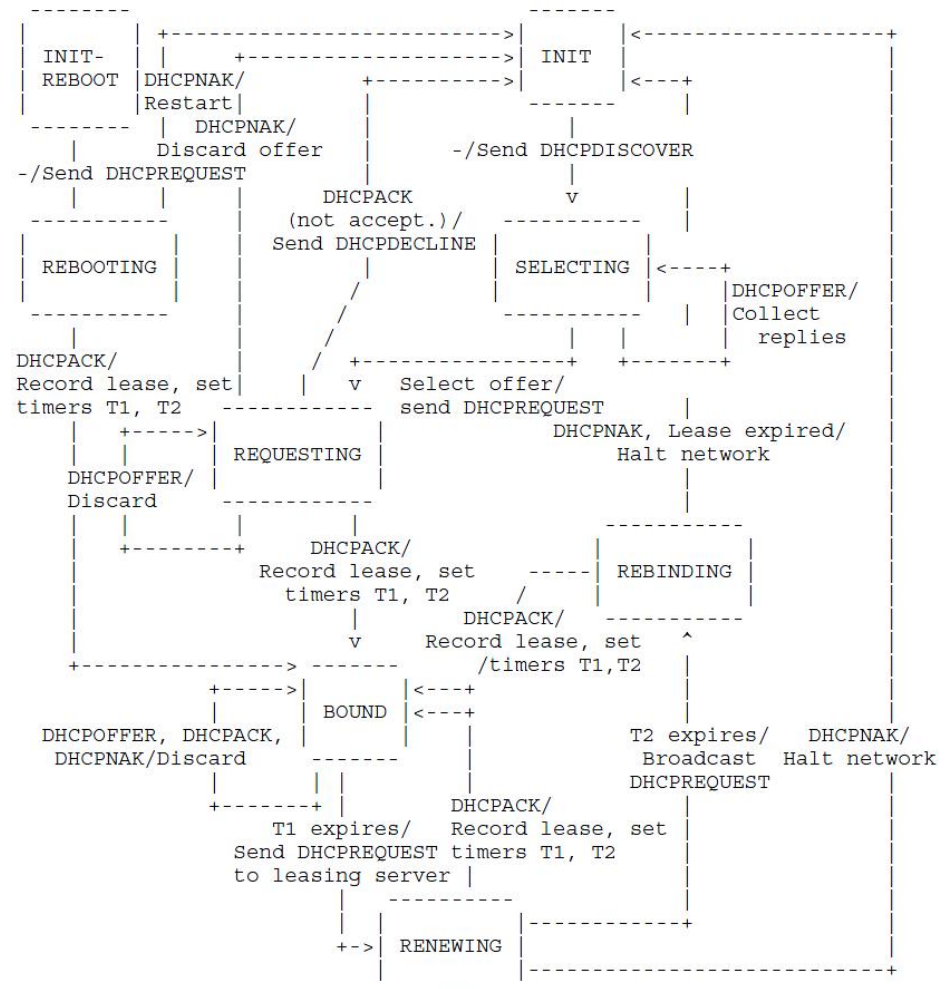 INIT- INIT
REBOOT DHCPNAK/
Restart
DHCPNAK/
Discard offer -/Send DHCPDISCOVER
-/Send DHCPREQUEST
DHCPACK v
(not accept.)/
Send DHCPDECLINE
REBOOTING SELECTING
DHCPOFFER/
Collect
replies
DHCPACK/
Record lease, set v Select offer/
timers T1, T2 send DHCPREQUEST
DHCPNAK, Lease expired/
REQUESTING Halt network
DHCPOFFER/
Discard
DHCPACK/
Record lease, set REBINDING
timers T1, T2
DHCPACK/
v Record lease, set
timers T1,T2
BOUND
DHCPOFFER, DHCPACK, T2 expires/ DHCPNAK/
DHCPNAK/Discard Broadcast Halt network
DHCPREQUEST
DHCPACK/
T1 expires/ Record lease, set
Send DHCPREQUEST timers T1, T2
to leasing server
RENEWING